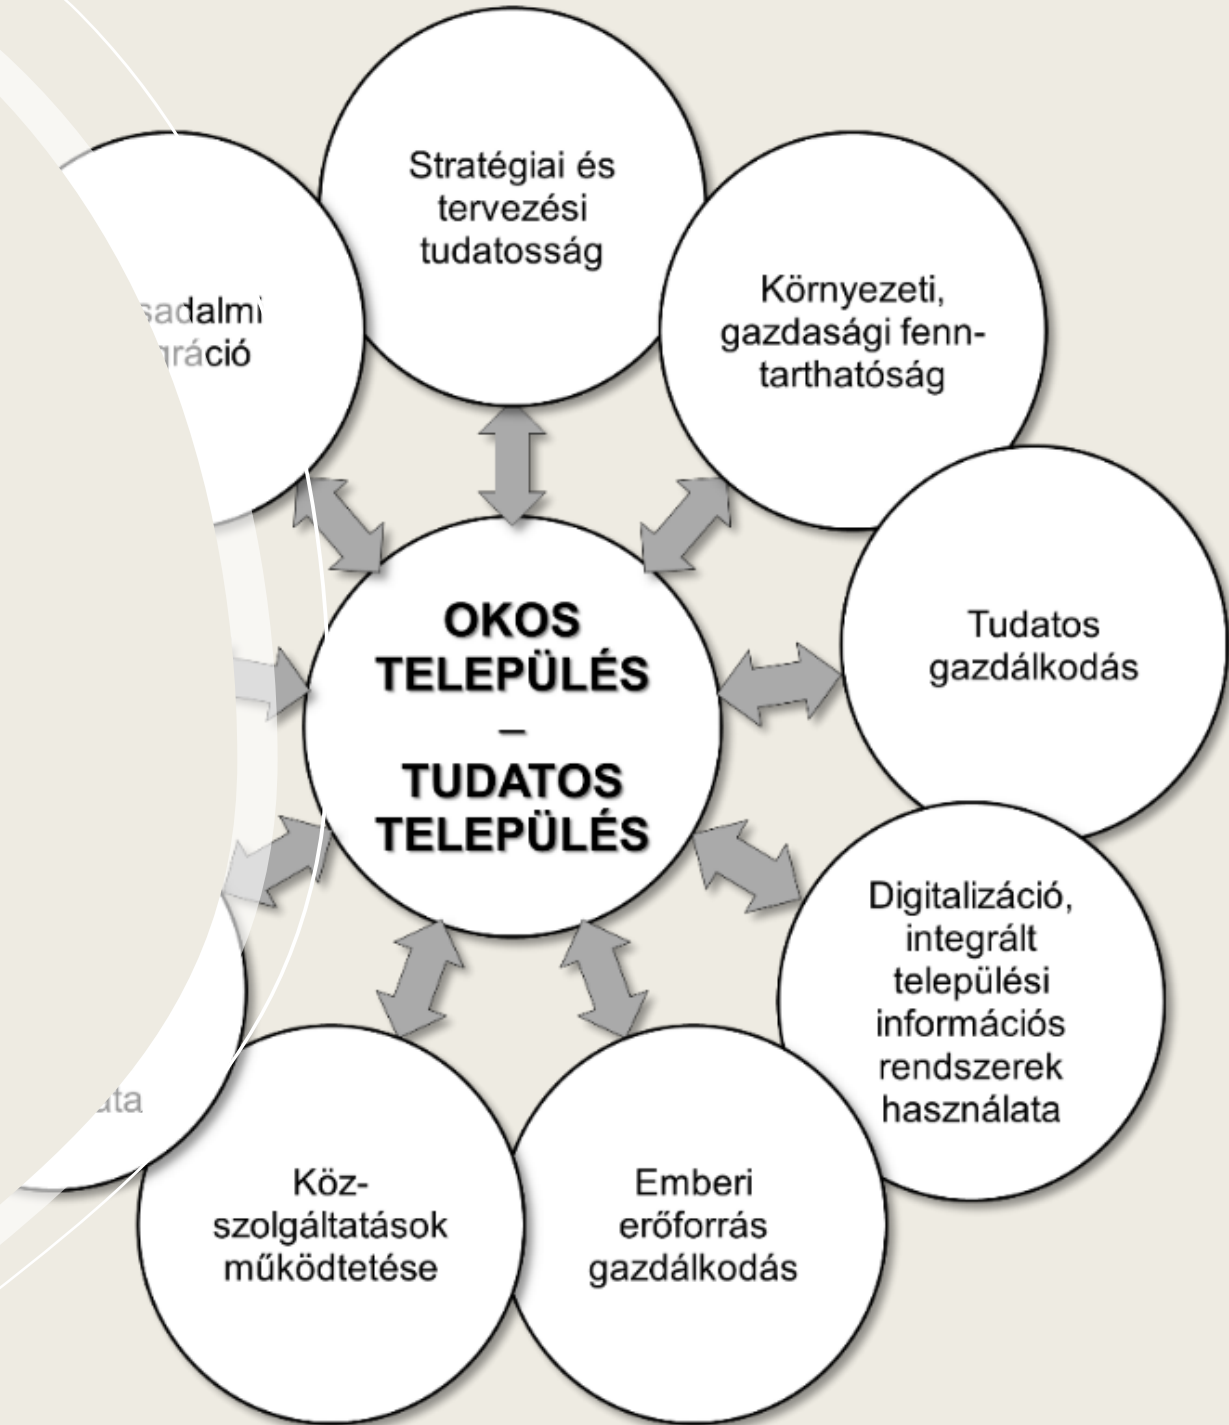 Stratégiai és
tervezési
tudatosság
Környezeti,
gazdasági fenn-
tarthatóság
Tudatos
gazdálkodás
Digitalizáció,
integrált
települési
információs
rendszerek
használata
Emberi
erőforrás
gazdálkodás
Köz-
szolgáltatások
működtetése
OKOS
TELEPÜLÉS
–
TUDATOS
TELEPÜLÉS